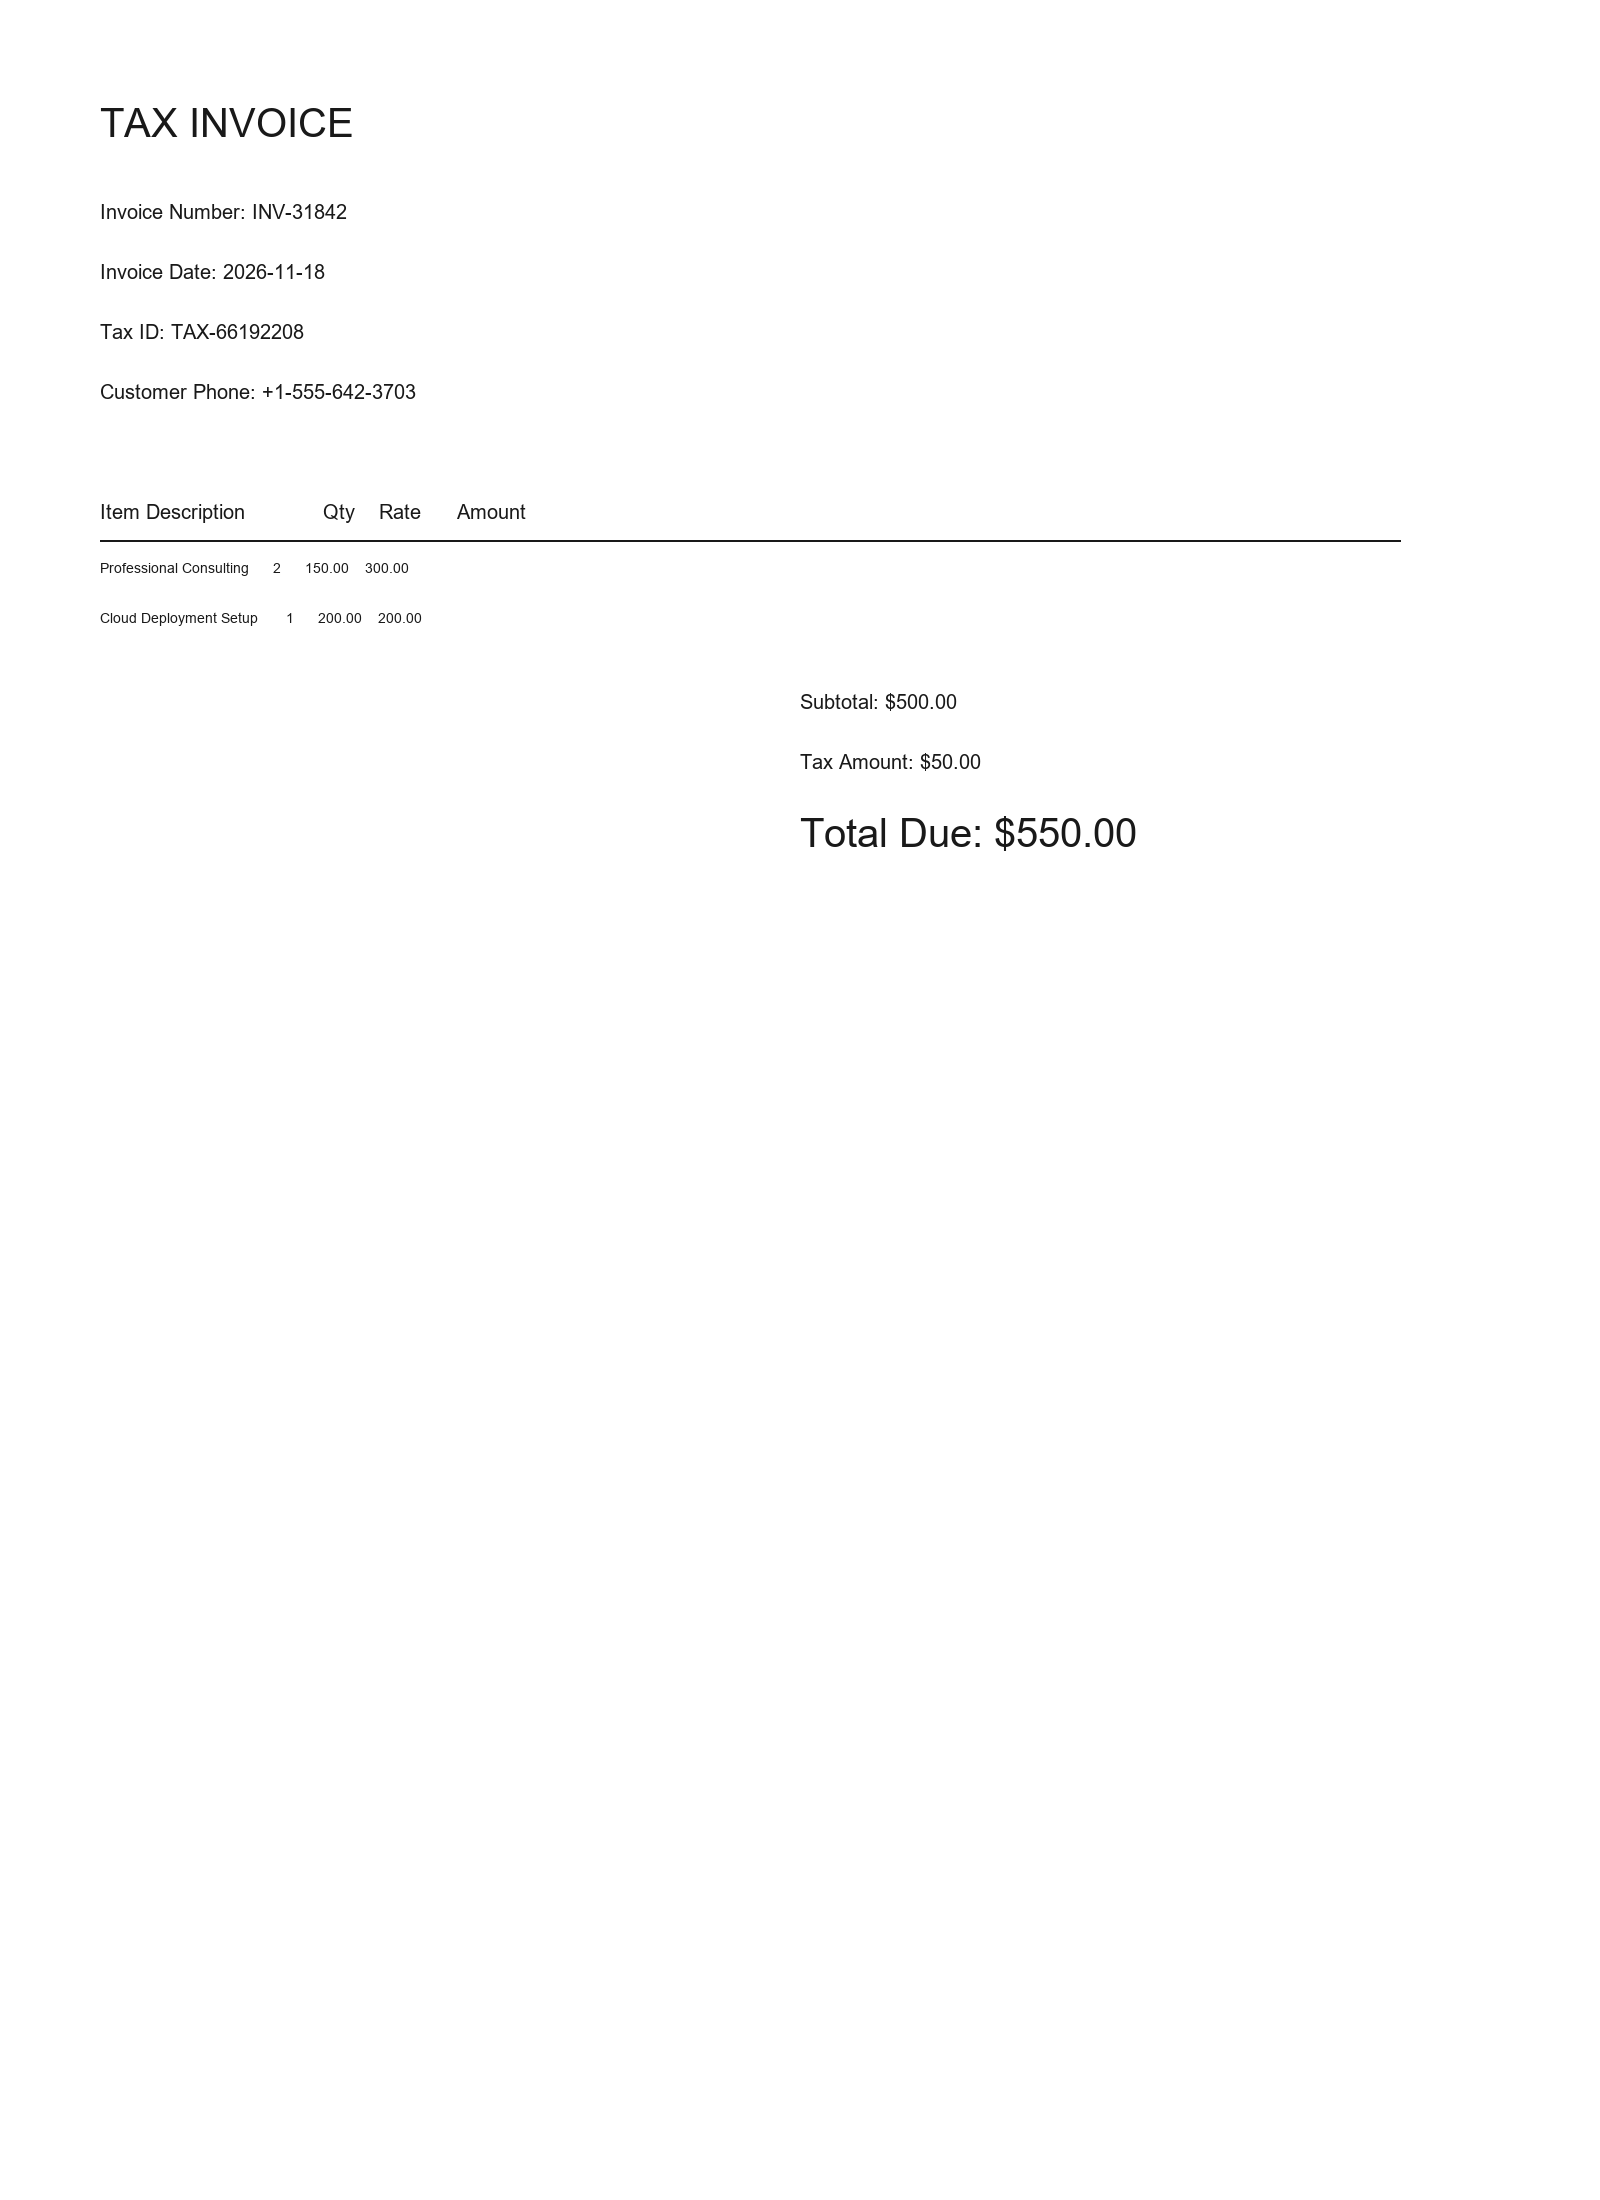 TAX INVOICE
Invoice Number: INV-31842
Invoice Date: 2026-11-18
Tax ID: TAX-66192208
Customer Phone: +1-555-642-3703
Item Description Qty Rate Amount
Professional Consulting 2 150.00 300.00
Cloud Deployment Setup 1 200.00 200.00
Subtotal: $500.00
Tax Amount: $50.00
Total Due: $550.00